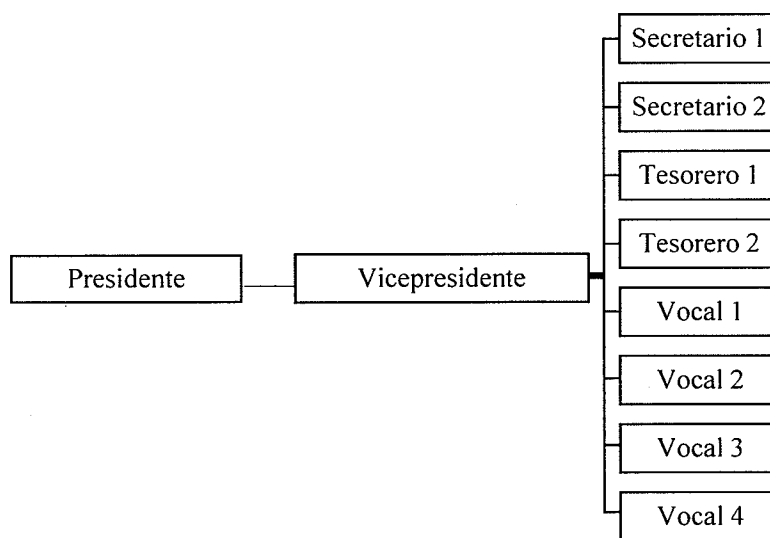 Presidente
Vicepresidente
Secretario 1
Secretario 2
Tesorero 1
Tesorero 2
Vocal 1
Vocal 2
Vocal 3
Vocal 4